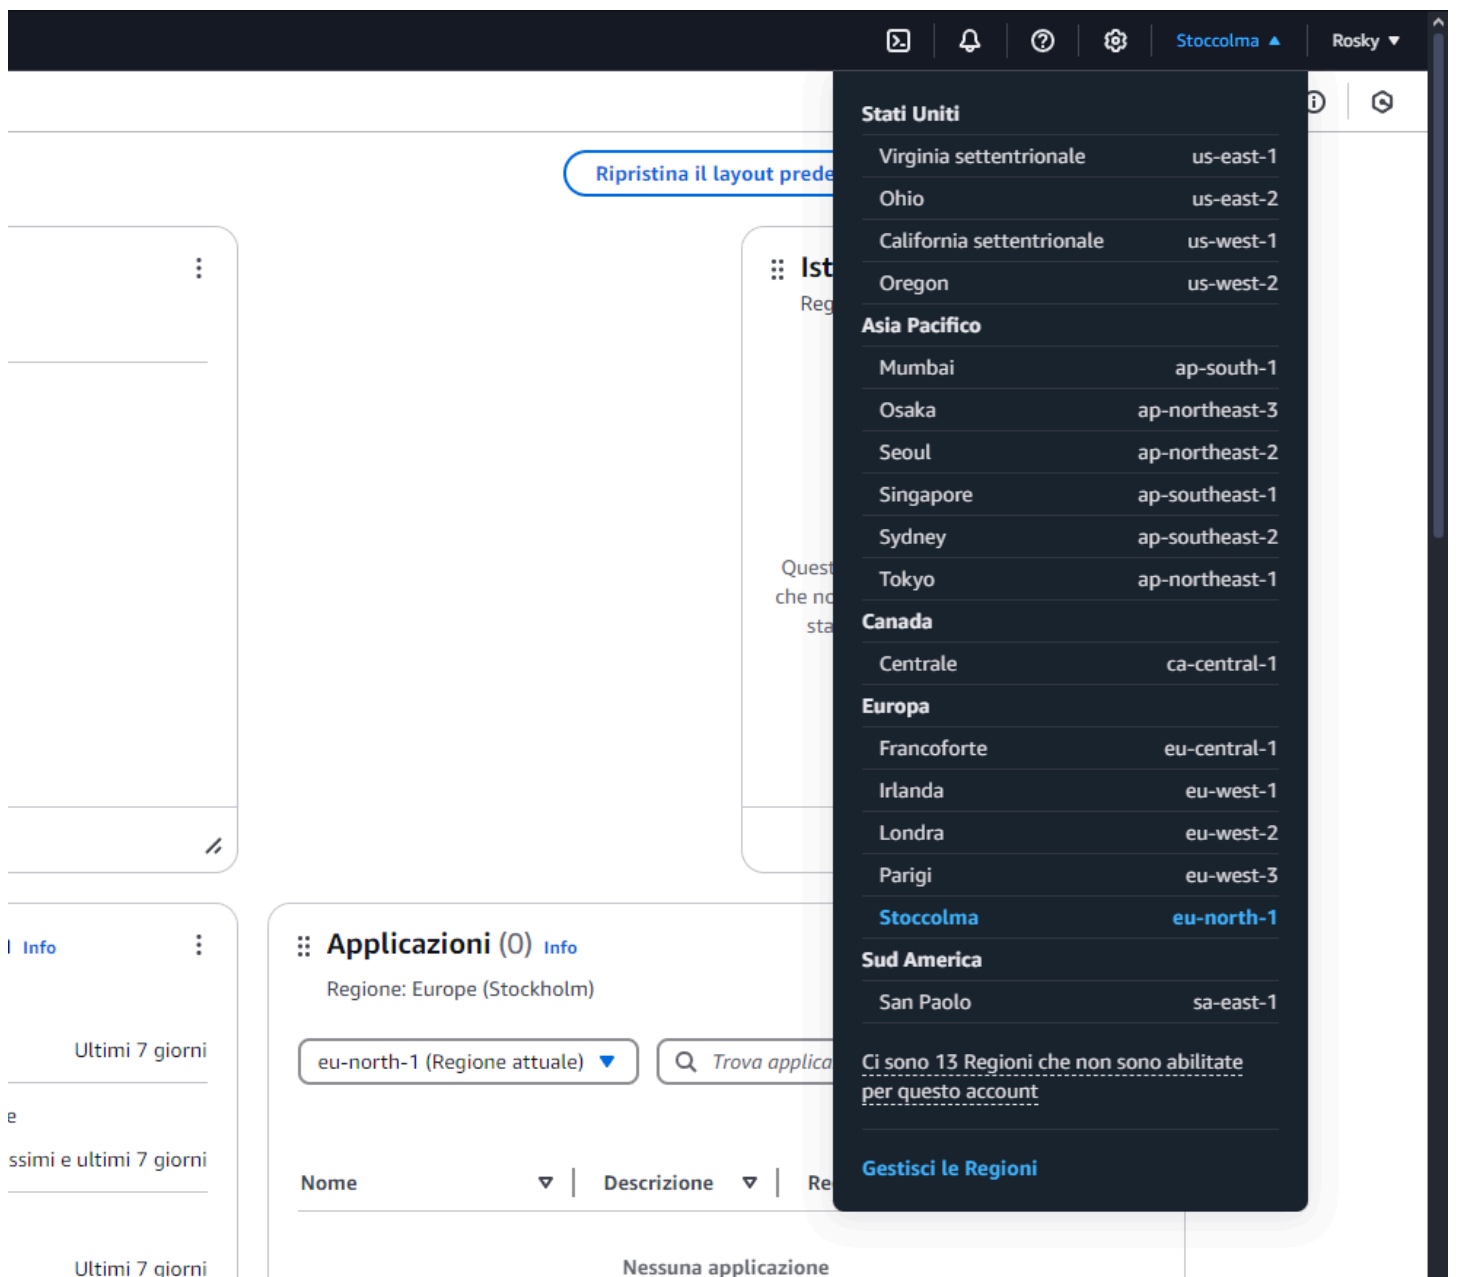 Stoccolma
Rosky
Ripristina il layout prede
Stati Uniti
Virginia settentrionale us-east-1
Ohio us-east-2
California settentrionale us-west-1
Oregon us-west-2
Asia Pacifico
Mumbai ap-south-1
Osaka ap-northeast-3
Seoul ap-northeast-2
Singapore ap-southeast-1
Sydney ap-southeast-2
Tokyo ap-northeast-1
Canada
Centrale ca-central-1
Europa
Francoforte eu-central-1
Irlanda eu-west-1
Londra eu-west-2
Parigi eu-west-3
Stoccolma eu-north-1
Sud America
San Paolo sa-east-1
Ci sono 13 Regioni che non sono abilitate
per questo account
Gestisci le Regioni
Ist
Reg
Quest
che no
sta
Info
Ultimi 7 giorni
e
ssimi e ultimi 7 giorni
Ultimi 7 giorni
Applicazioni (0) Info
Regione: Europe (Stockholm)
eu-north-1 (Regione attuale)
Trova applica
Nome Descrizione Re
Nessuna applicazione